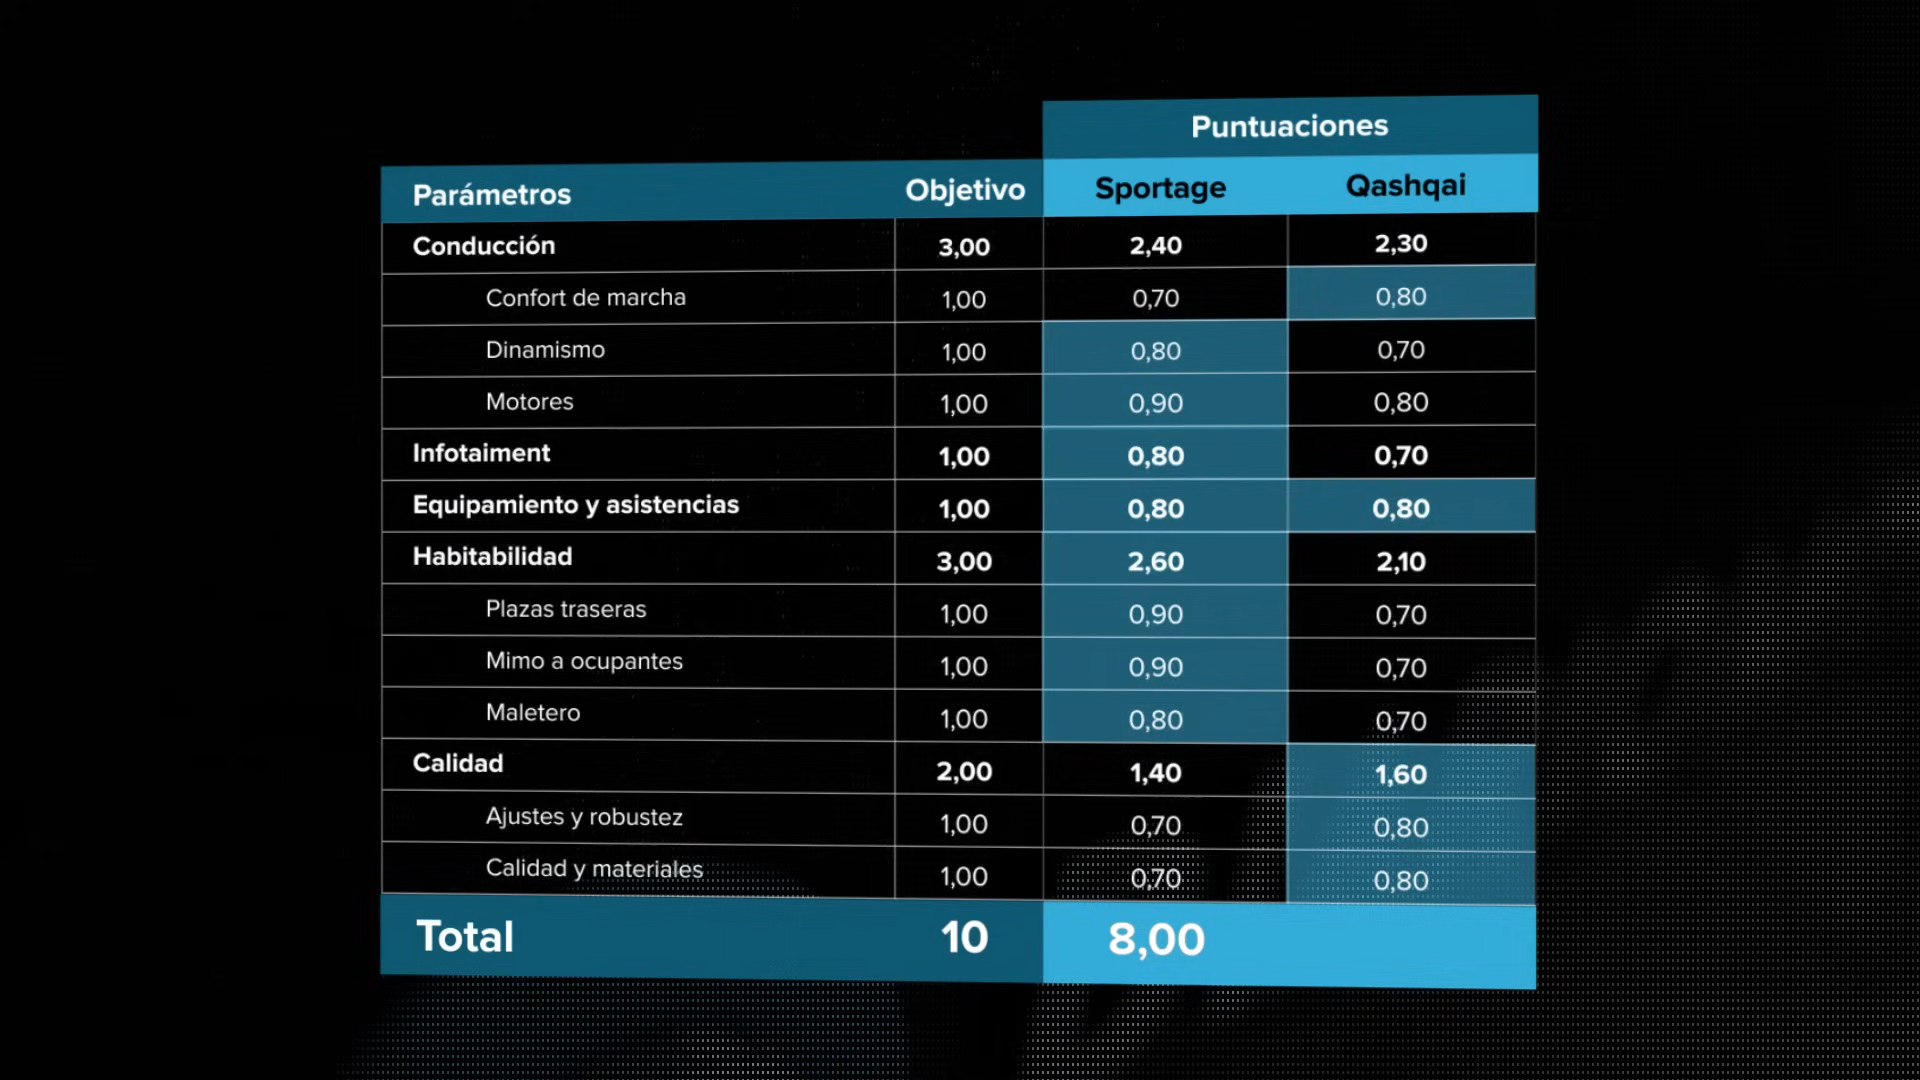 Puntuaciones
Parámetros Objetivo Sportage Qashqai
Conducción 3,00 2,40 2,30
Confort de marcha 1,00 0,70 0,80
Dinamismo 1,00 0,80 0,70
Motores 1,00 0,90 0,80
Infotaiment 1,00 0,80 0,70
Equipamiento y asistencias 1,00 0,80 0,80
Habitabilidad 3,00 2,60 2,10
Plazas traseras 1,00 0,90 0,70
Mimo a ocupantes 1,00 0,90 0,70
Maletero 1,00 0,80 0,70
Calidad 2,00 1,40 1,60
Ajustes y robustez 1,00 0,70 0,80
Calidad y materiales 1,00 0,70 0,80
Total 10 8,00